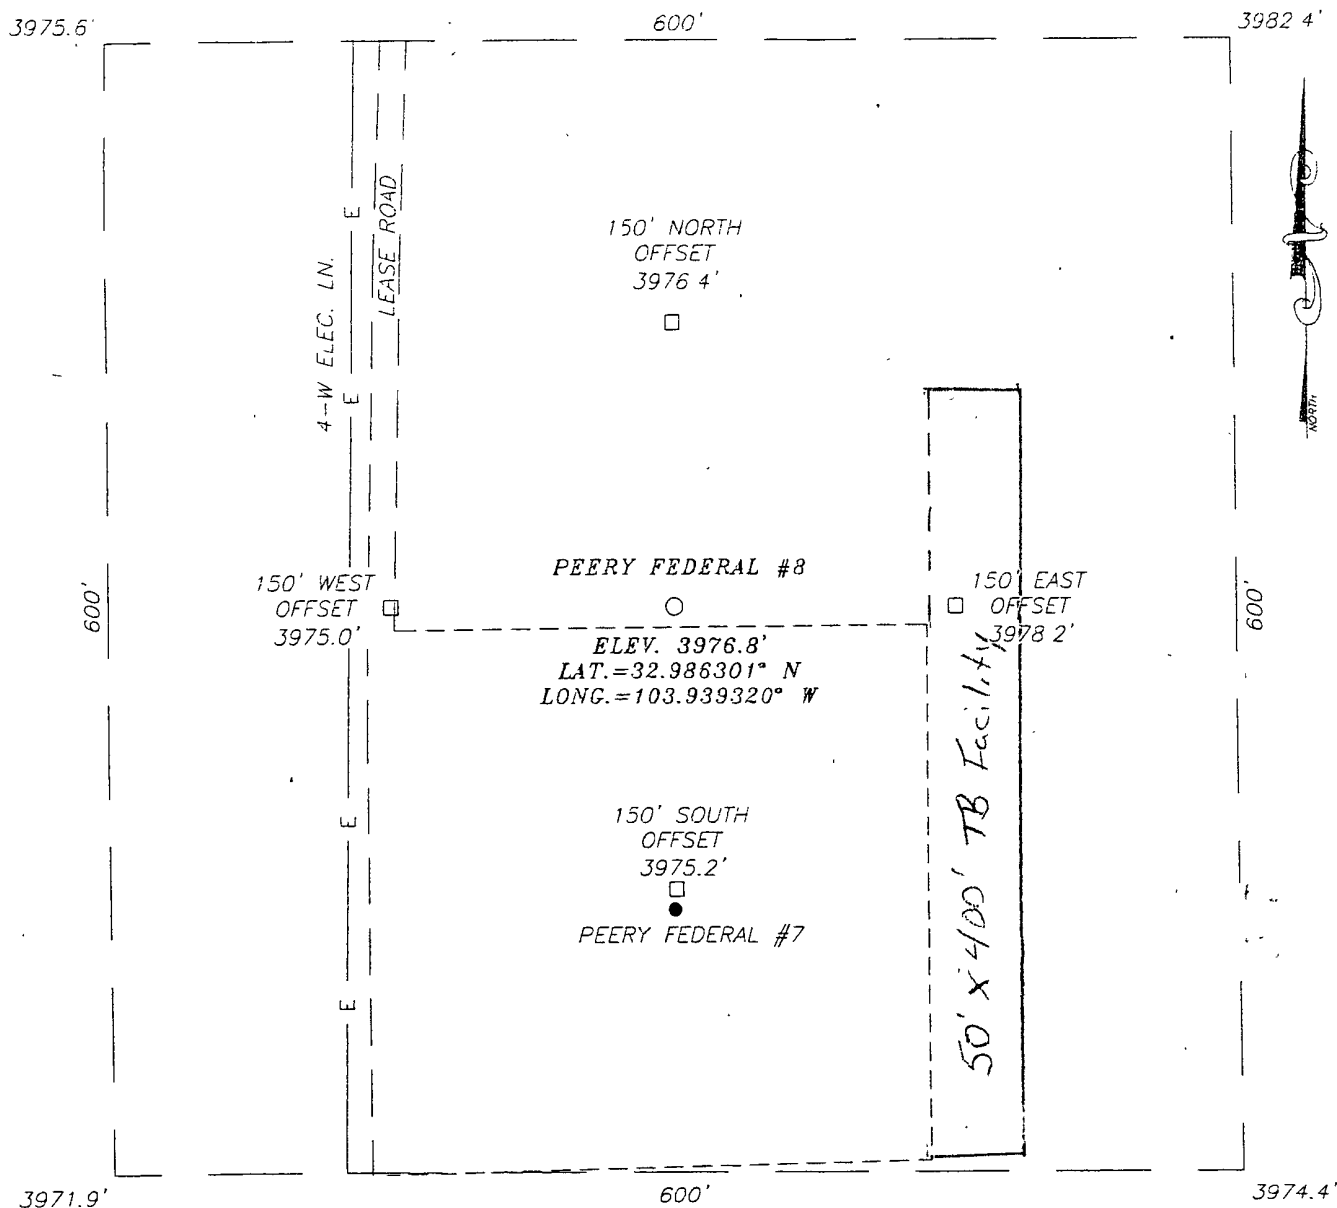 3975.6'
600'
3982 4'
LEASE ROAD
4-W ELEC. LN.
E
E
150' NORTH
OFFSET
3976 4'
NORTH
600'
150' WEST
OFFSET
3975.0'
PEERY FEDERAL #8
ELEV. 3976.8'
LAT.=32.986301° N
LONG.=103.939320° W
150' EAST
OFFSET
3978 2'
600'
50' x 400' TB Facility
150' SOUTH
OFFSET
3975.2'
PEERY FEDERAL #7
E
E
3971.9'
600'
3974.4'